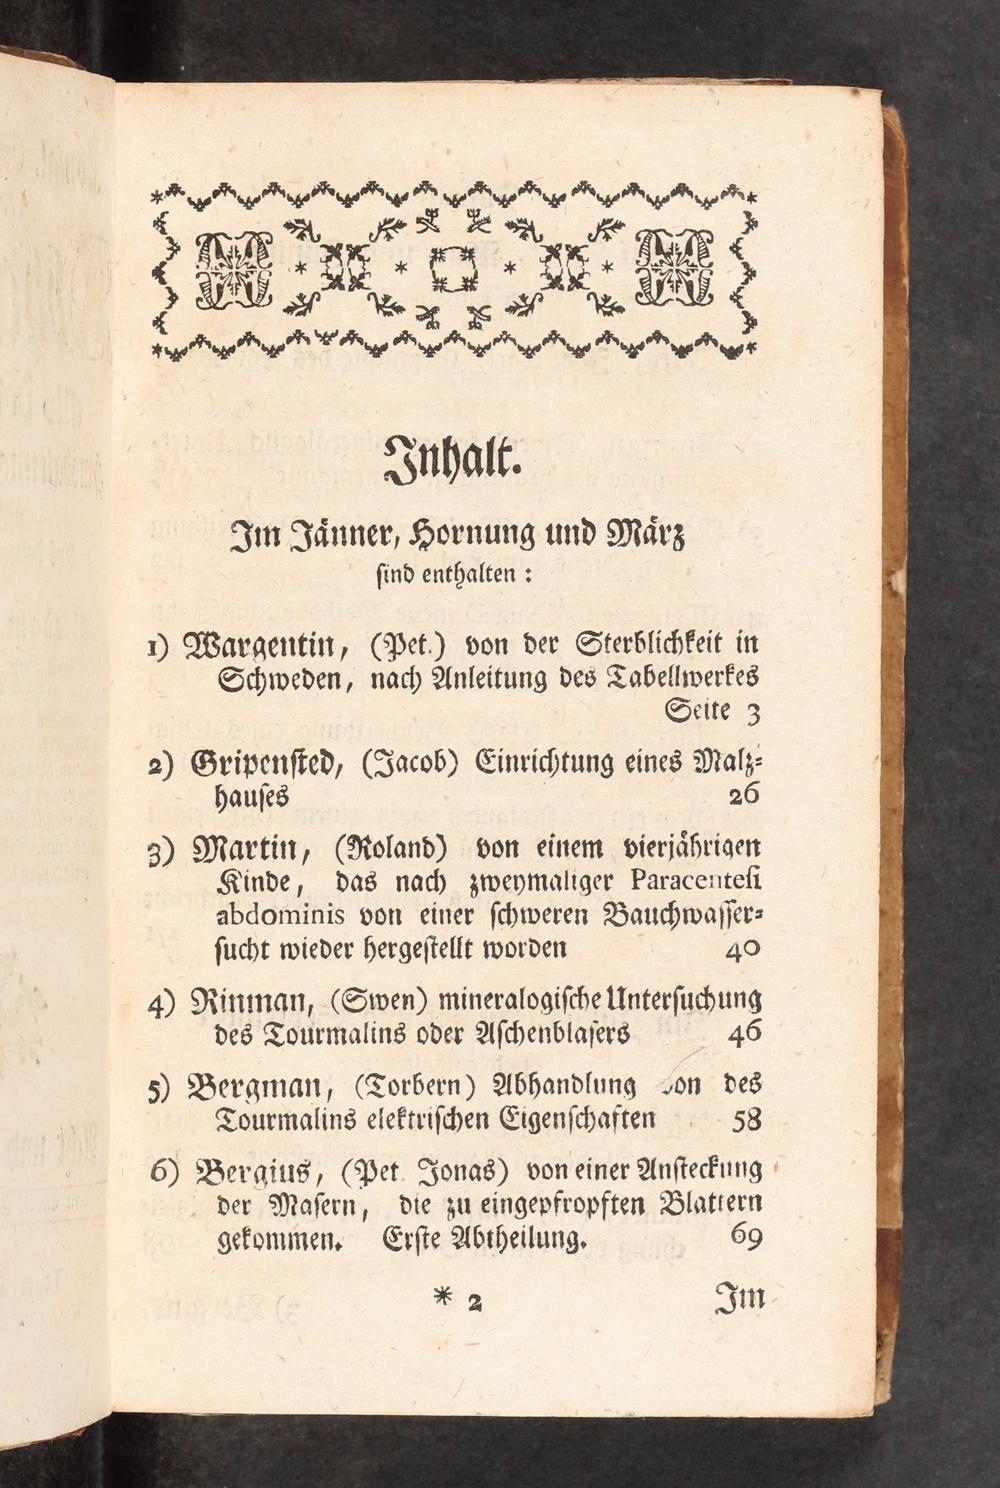 Inhalt.
Im Jänner, Hornung und März
sind enthalten:
1) Wargentin, (Pet.) von der Sterblichkeit in
Schweden, nach Anleitung des Tabellwerkes
Seite 3
2) Gripensted, (Jacob) Einrichtung eines Malz-
hauses 26
3) Martin, (Roland) von einem vierjährigen
Kinde, das nach zweymaliger Paracentesi
abdominis von einer schweren Bauchwasser-
sucht wieder hergestellt worden 40
4) Rinman, (Swen) mineralogische Untersuchung
des Tourmalins oder Aschenblasers 46
5) Bergman, (Torbern) Abhandlung von des
Tourmalins elektrischen Eigenschaften 58
6) Bergius, (Pet. Jonas) von einer Ansteckung
der Masern, die zu eingepfropften Blattern
gekommen. Erste Abtheilung. 69
* 2 Im